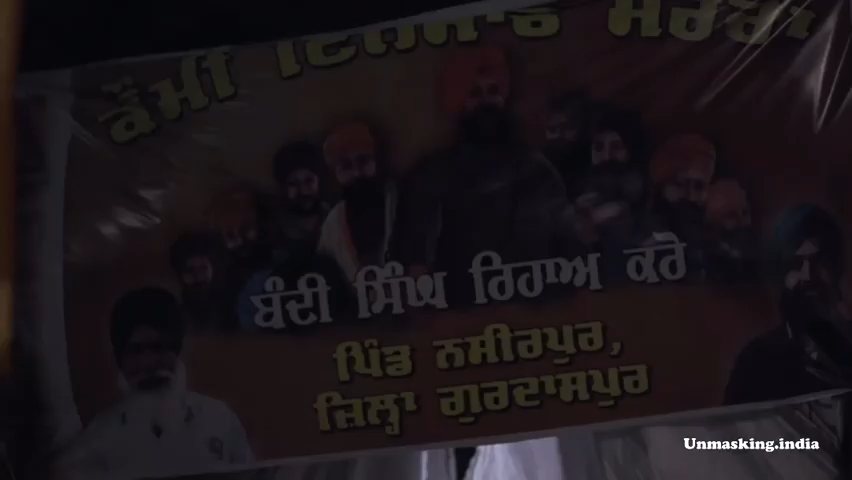 ਕੌਮੀ ਇਨਸਾਫ ਮੋਰਚਾ
ਬੰਦੀ ਸਿੰਘ ਰਿਹਾਅ ਕਰੋ
ਪਿੰਡ ਨਸੀਰਪੁਰ,
ਜ਼ਿਲ੍ਹਾ ਗੁਰਦਾਸਪੁਰ
Unmasking.india